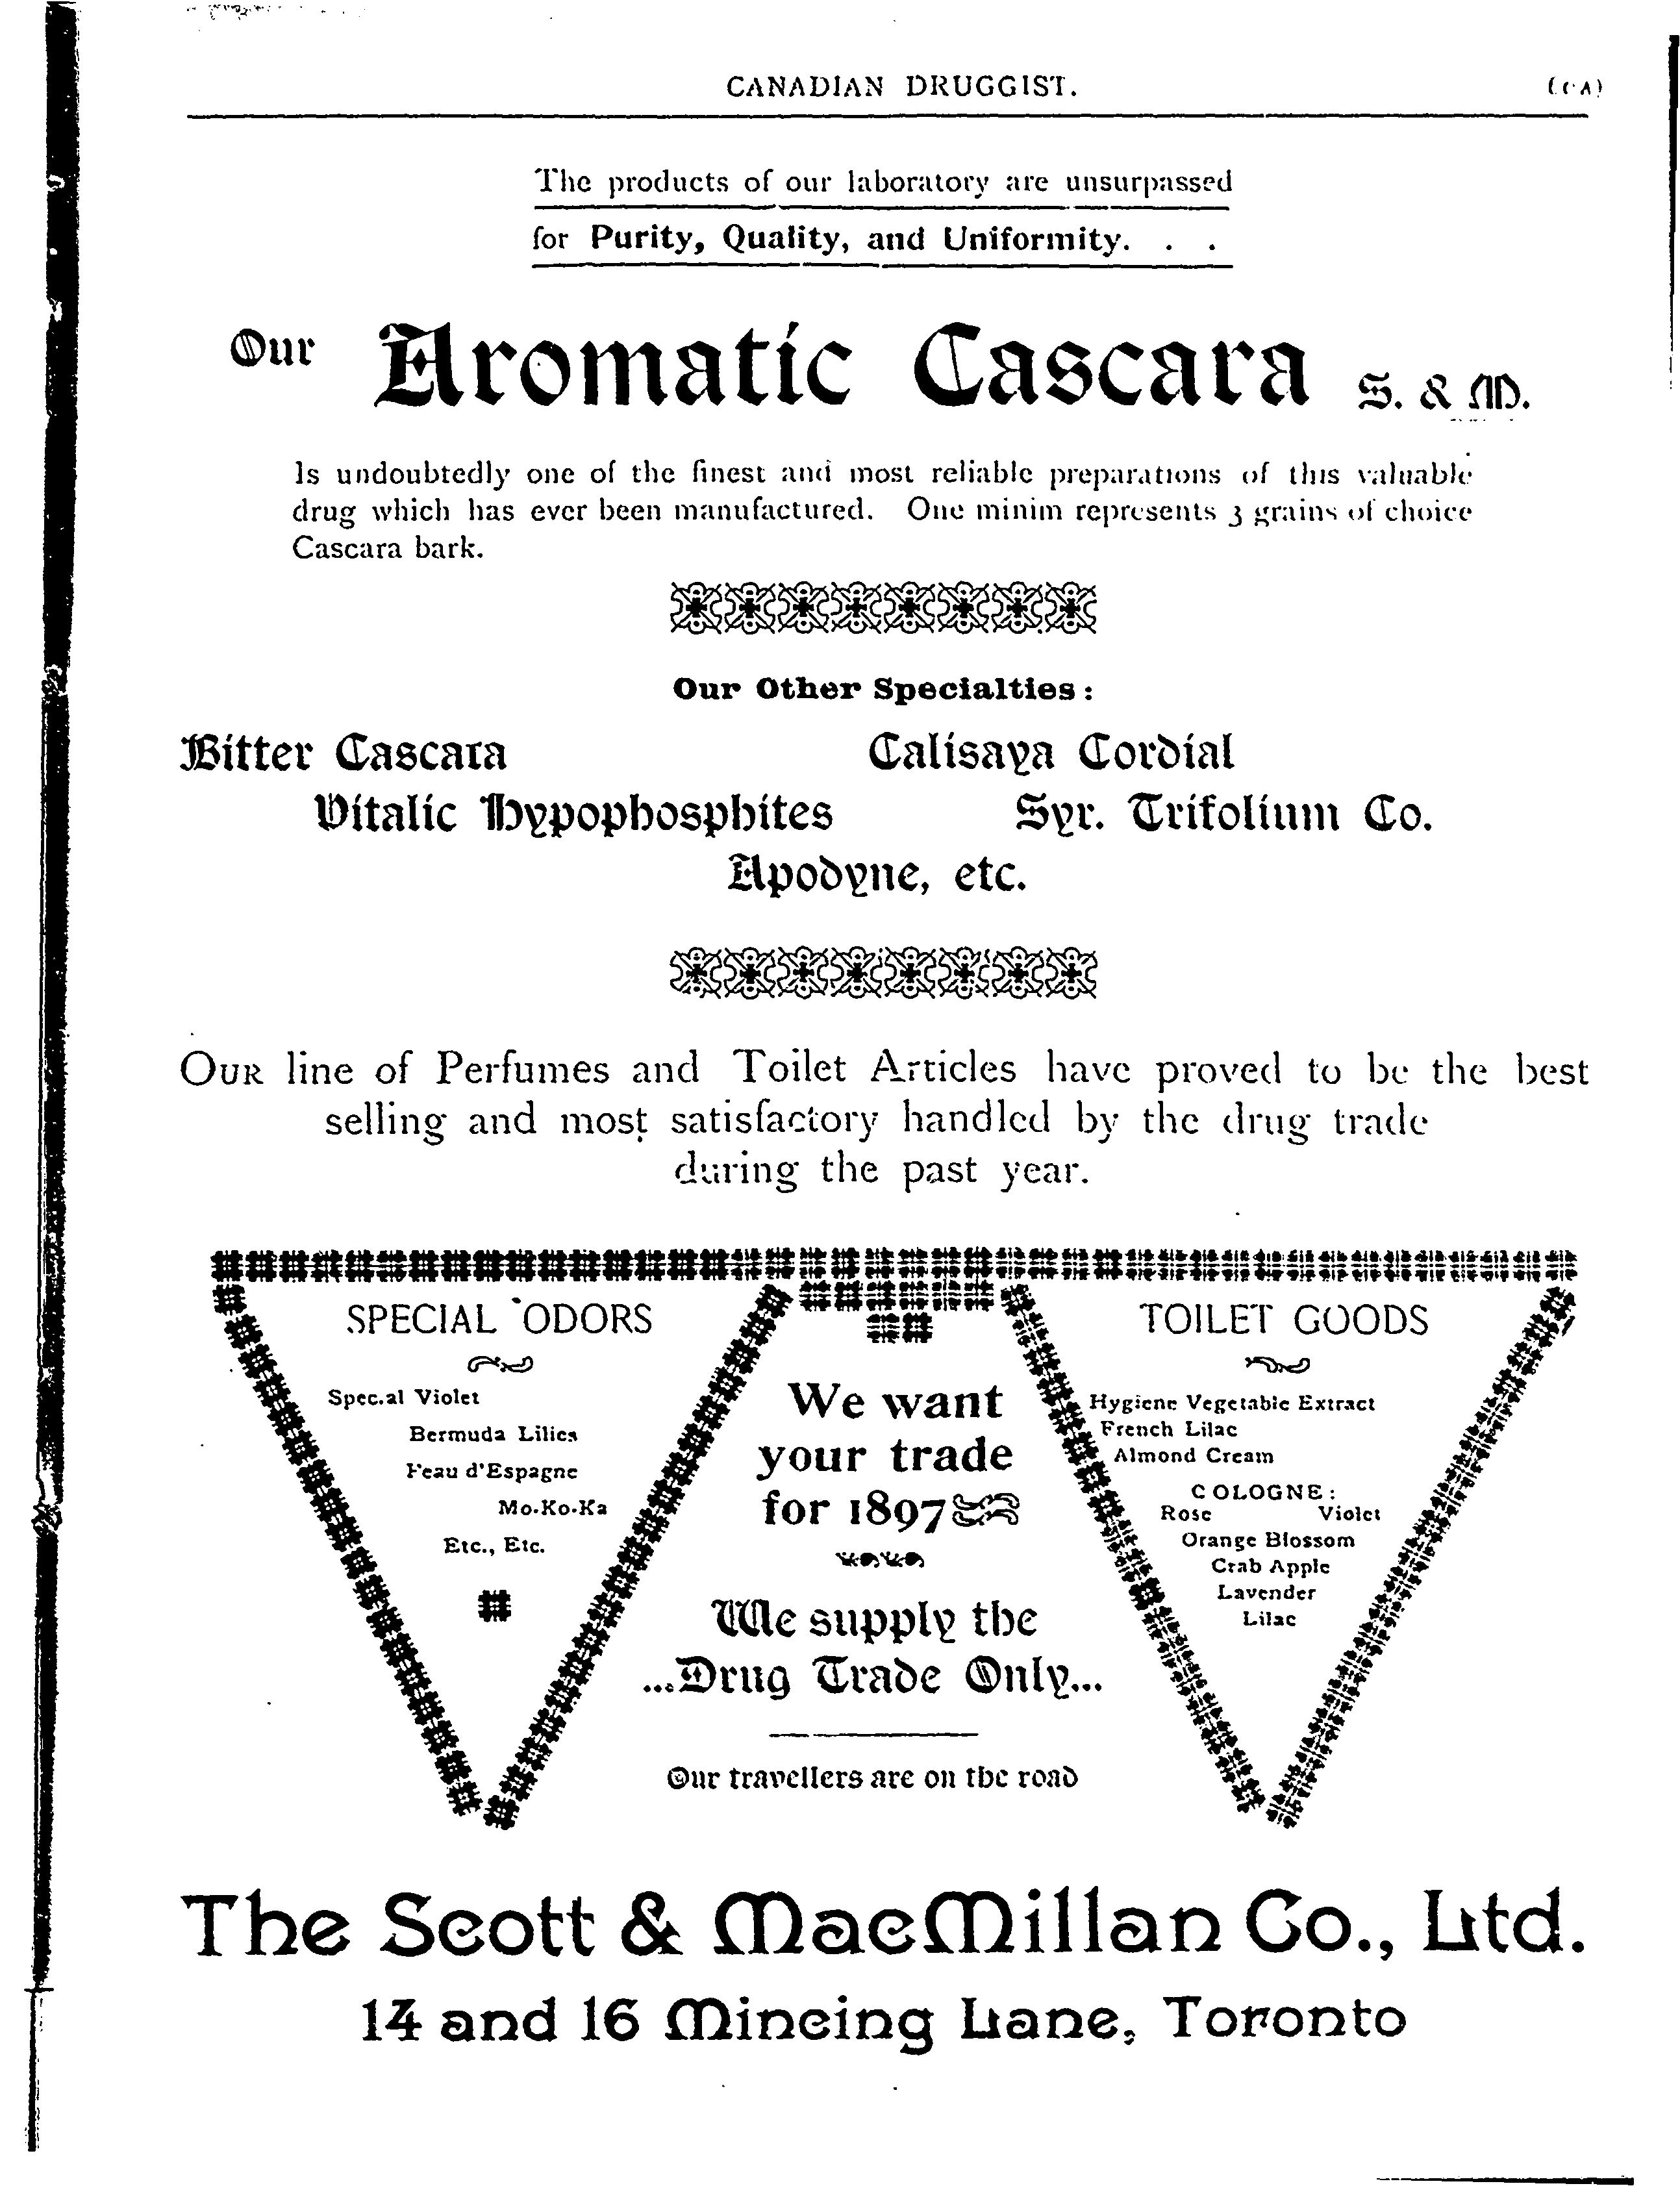 CANADIAN DRUGGIST.
The products of our laboratory are unsurpassed
for Purity, Quality, and Uniformity. . .
Our Aromatic Cascara S. & M.
Is undoubtedly one of the finest and most reliable preparations of this valuable
drug which has ever been manufactured. One minim represents 3 grains of choice
Cascara bark.
Our Other Specialties :
Bitter Cascara
Calisaya Cordial
Vitalic Hypophosphites
Syr. Trifolium Co.
Apodyne, etc.
OUR line of Perfumes and Toilet Articles have proved to be the best
selling and most satisfactory handled by the drug trade
during the past year.
SPECIAL ODORS
Special Violet
Bermuda Lilies
Peau d'Espagne
Mo-Ko-Ka
Etc., Etc.
We want
your trade
for 1897
We supply the
...Drug Trade Only...
Our travellers are on the road
TOILET GOODS
Hygiene Vegetable Extract
French Lilac
Almond Cream
COLOGNE :
Rose Violet
Orange Blossom
Crab Apple
Lavender
Lilac
The Scott & MacMillan Co., Ltd.
14 and 16 Mincing Lane, Toronto